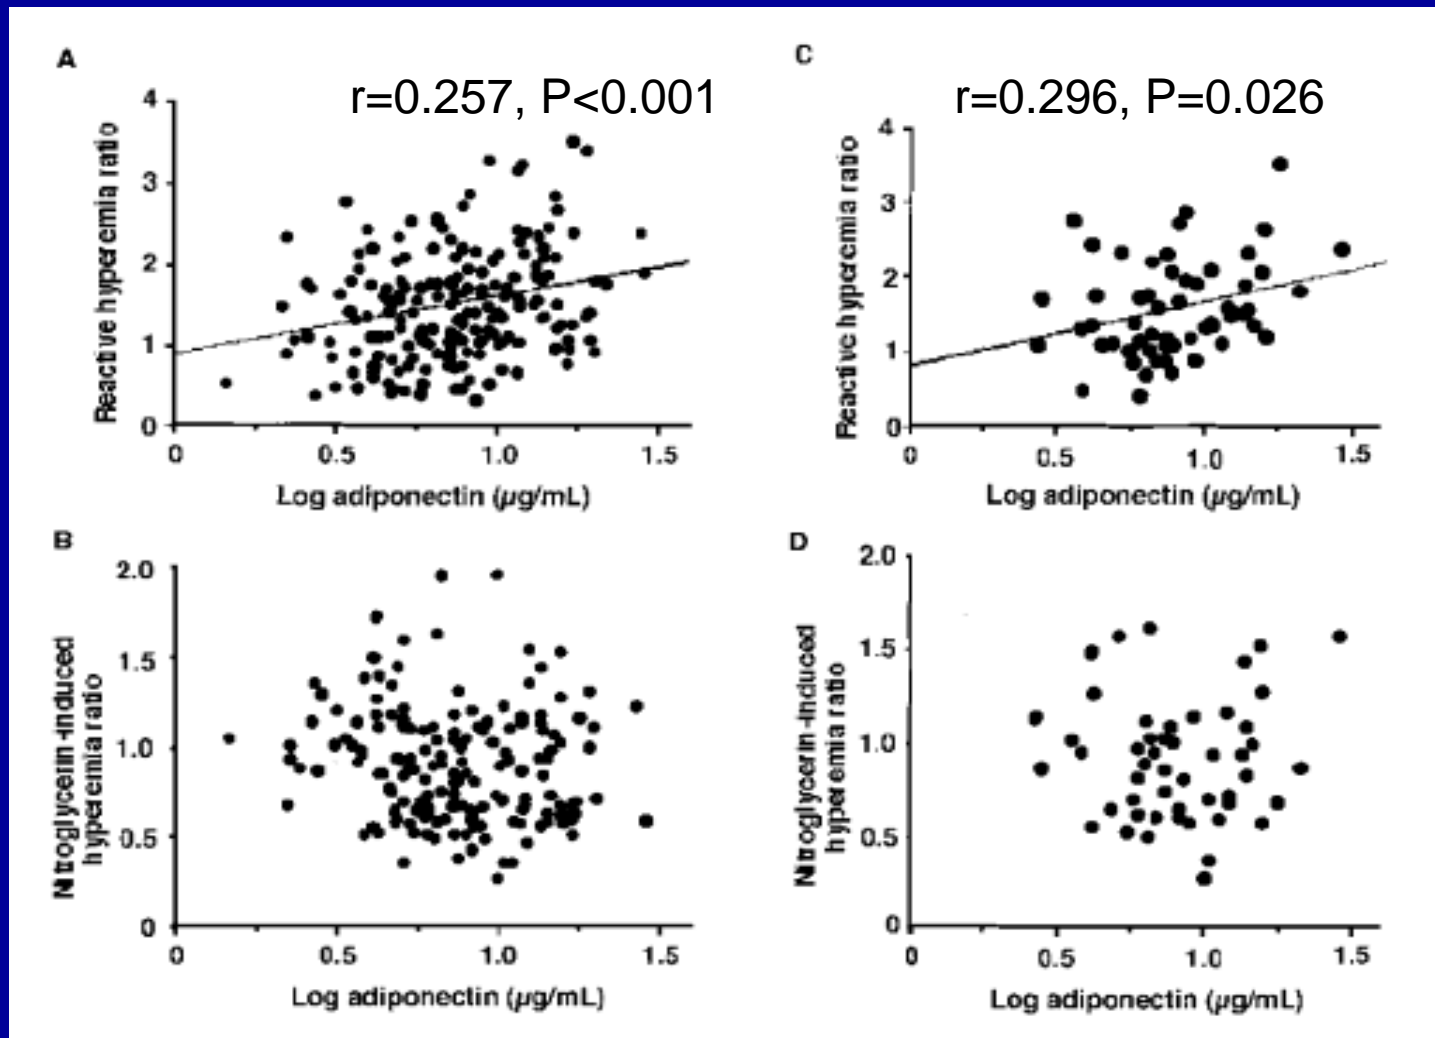 A
r=0.257, P<0.001
4
3
2
1
0
Reactive hyperemia ratio
0 0.5 1.0 1.5
Log adiponectin (µg/mL)
C
r=0.296, P=0.026
4
3
2
1
0
Reactive hyperemia ratio
0 0.5 1.0 1.5
Log adiponectin (µg/mL)
B
2.0
1.5
1.0
0.5
0
Nitroglycerin-induced
hyperemia ratio
0 0.5 1.0 1.5
Log adiponectin (µg/mL)
D
2.0
1.5
1.0
0.5
0
Nitroglycerin-induced
hyperemia ratio
0 0.5 1.0 1.5
Log adiponectin (µg/mL)